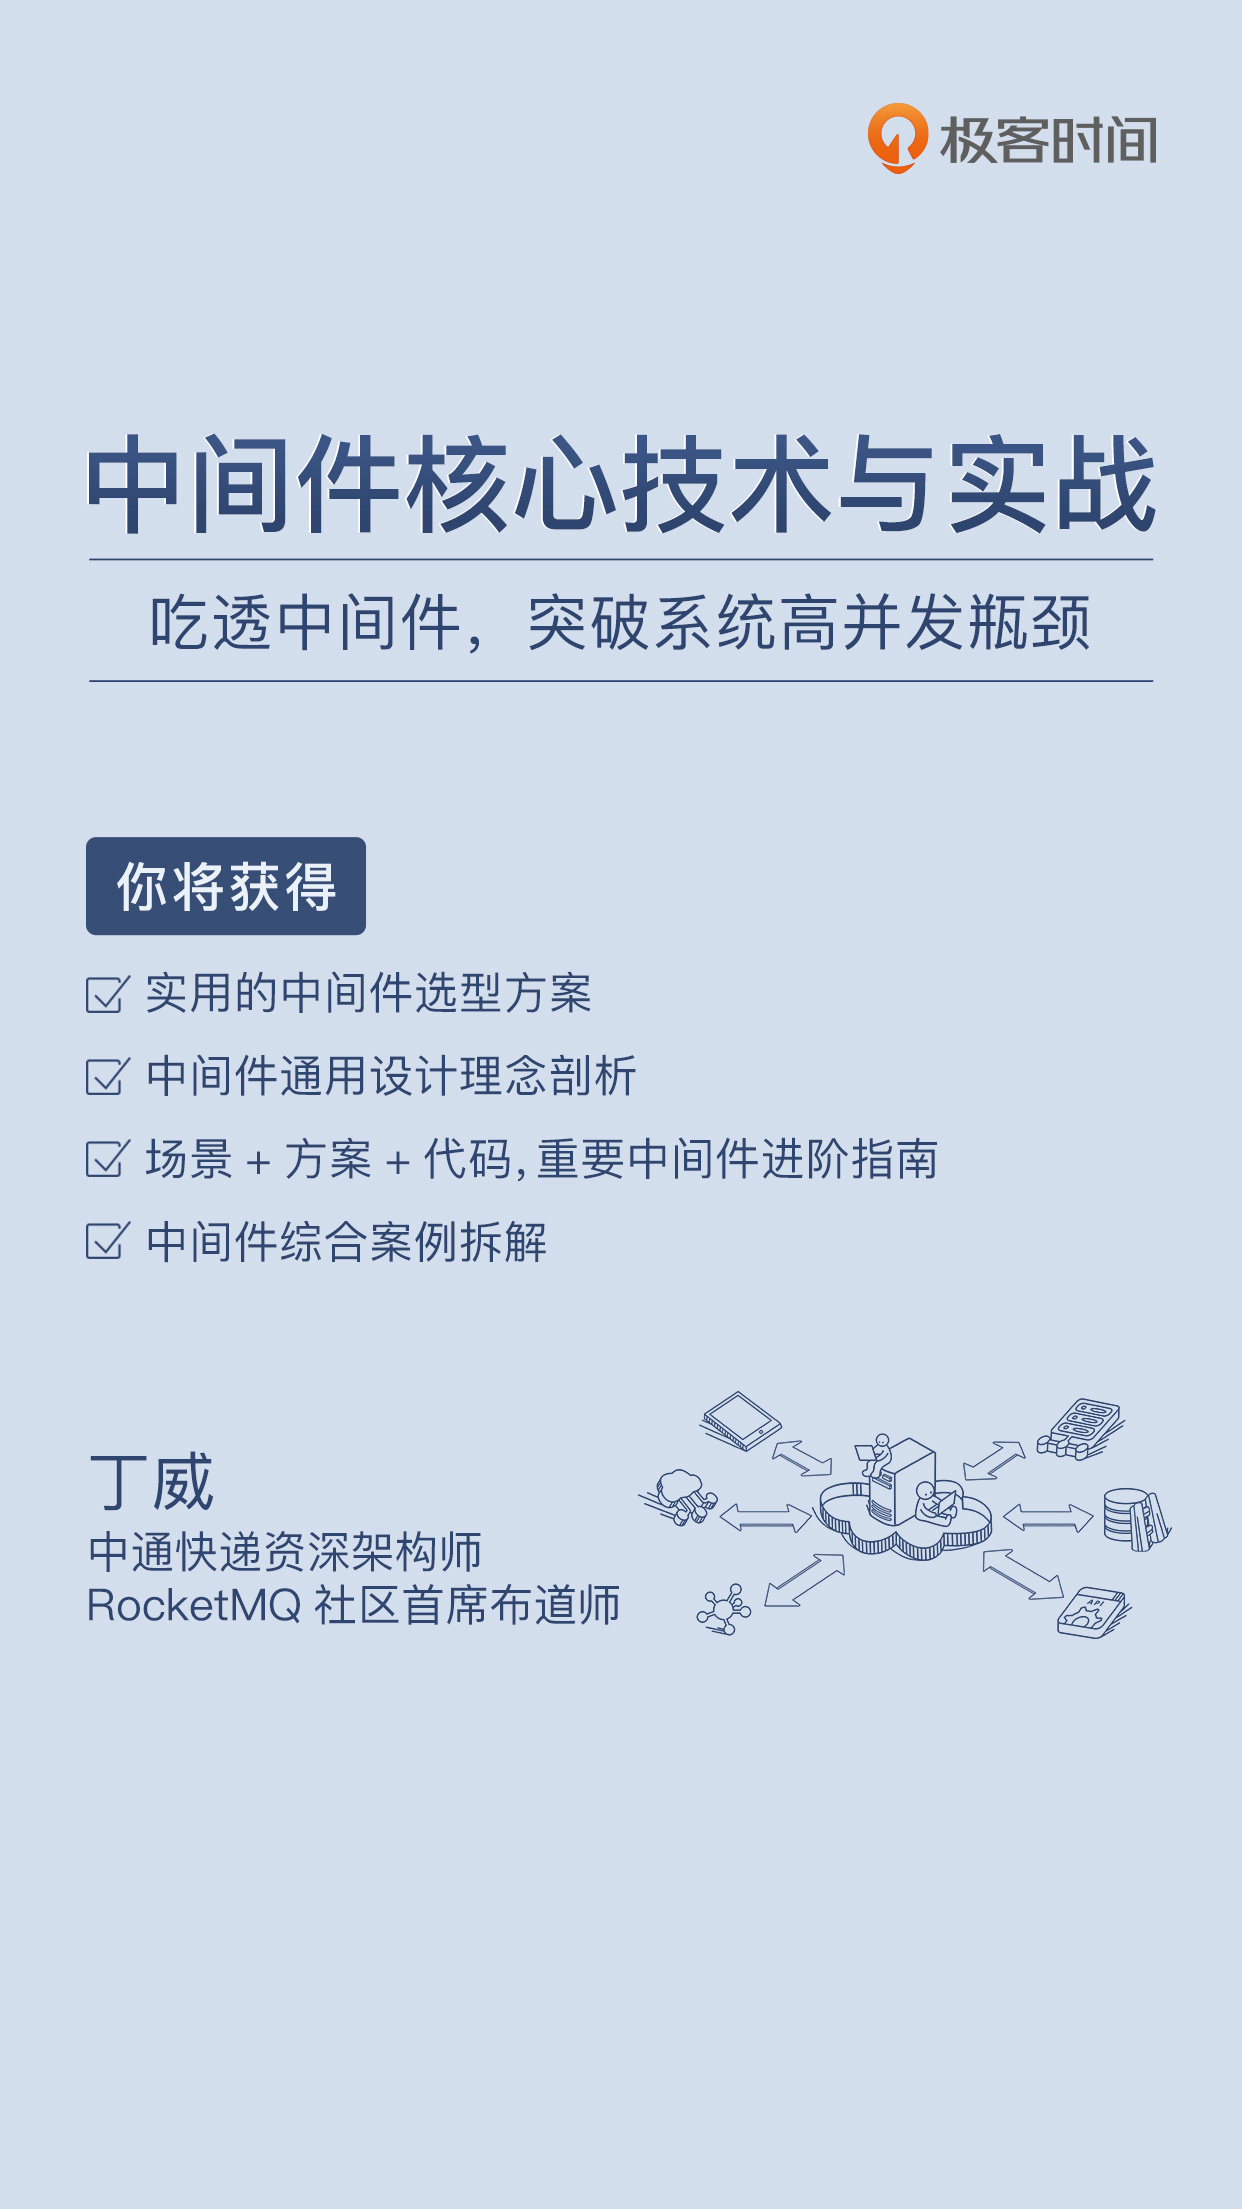 极客时间
中间件核心技术与实战
吃透中间件，突破系统高并发瓶颈
你将获得
实用的中间件选型方案
中间件通用设计理念剖析
场景 + 方案 + 代码, 重要中间件进阶指南
中间件综合案例拆解
丁威
中通快递资深架构师
RocketMQ 社区首席布道师
API